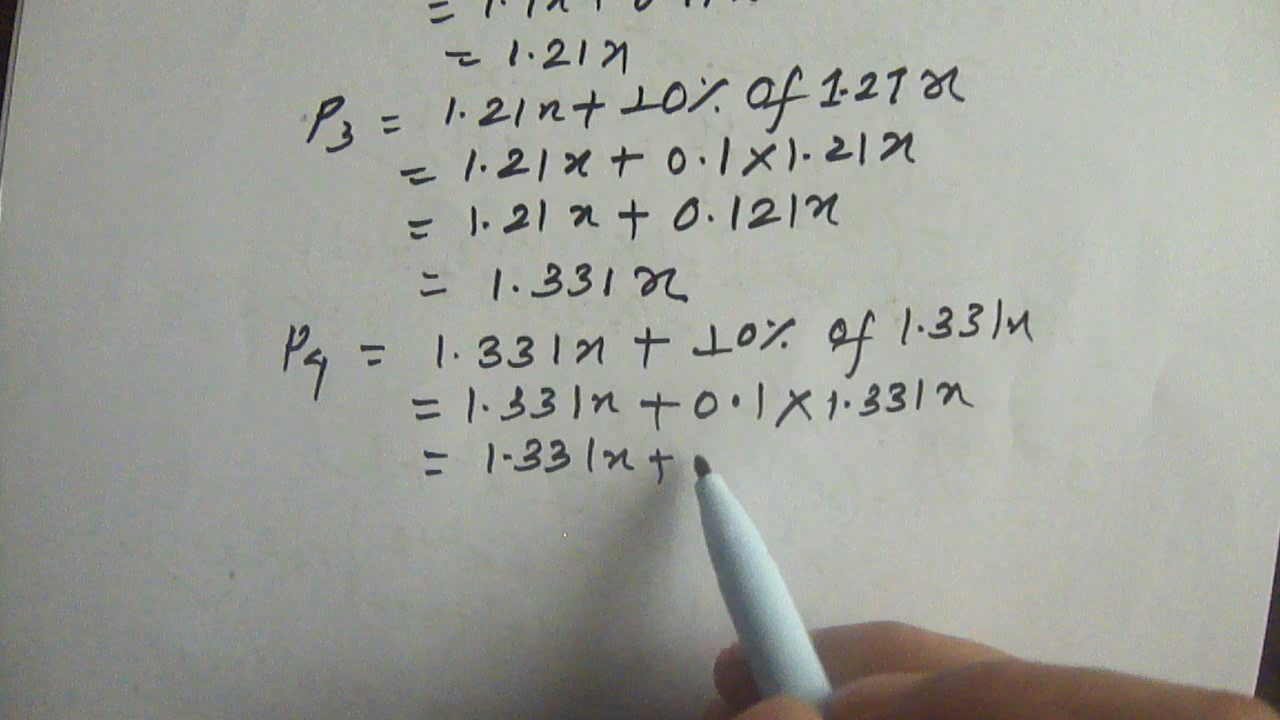 = 1.21x
P3 = 1.21x + 10% of 1.21x
= 1.21x + 0.1 × 1.21x
= 1.21x + 0.121x
= 1.331x
P4 = 1.331x + 10% of 1.331x
= 1.331x + 0.1 × 1.331x
= 1.331x +